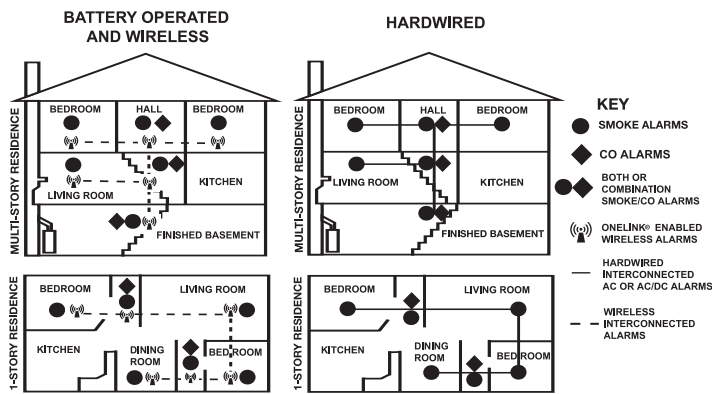 BATTERY OPERATED
AND WIRELESS
HARDWIRED
MULTI-STORY RESIDENCE
BEDROOM
HALL
BEDROOM
LIVING ROOM
KITCHEN
FINISHED BASEMENT
MULTI-STORY RESIDENCE
BEDROOM
HALL
BEDROOM
LIVING ROOM
KITCHEN
FINISHED BASEMENT
1-STORY RESIDENCE
BEDROOM
LIVING ROOM
KITCHEN
DINING
ROOM
BEDROOM
1-STORY RESIDENCE
BEDROOM
LIVING ROOM
KITCHEN
DINING
ROOM
BEDROOM
KEY
SMOKE ALARMS
CO ALARMS
BOTH OR
COMBINATION
SMOKE/CO ALARMS
ONELINK® ENABLED
WIRELESS ALARMS
HARDWIRED
INTERCONNECTED
AC OR AC/DC ALARMS
WIRELESS
INTERCONNECTED
ALARMS